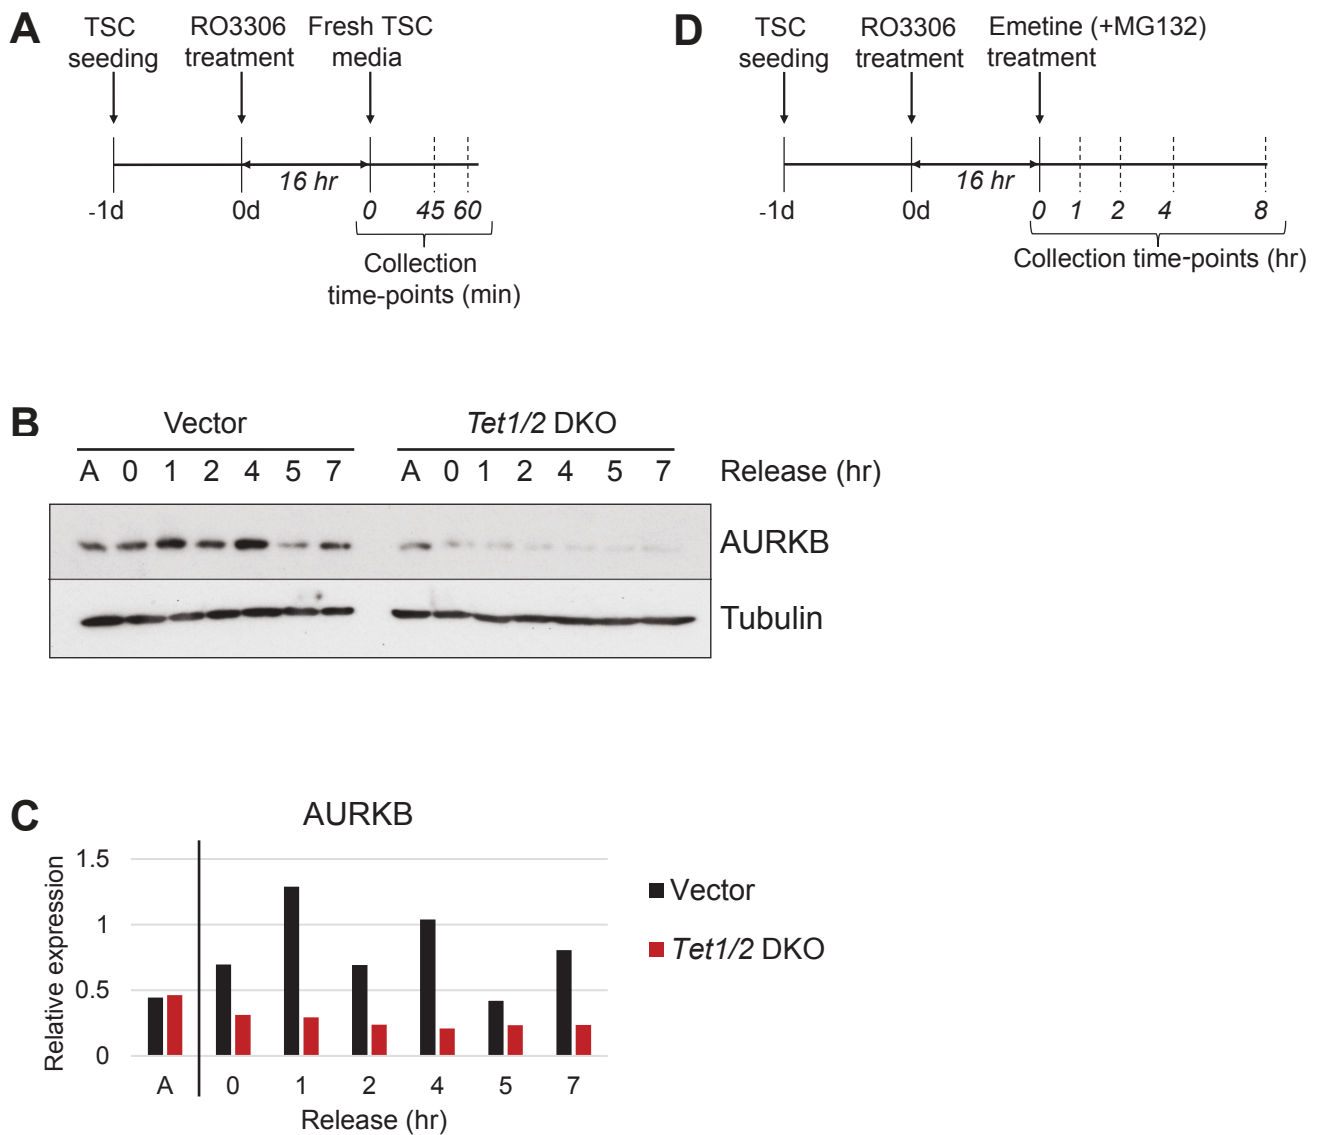 A
TSC seeding
RO3306 treatment
Fresh TSC media
16 hr
-1d 0d 0 45 60
Collection
time-points (min)
D
TSC seeding
RO3306 treatment
Emetine (+MG132) treatment
16 hr
-1d 0d 0 1 2 4 8
Collection time-points (hr)
B
Vector Tet1/2 DKO
A 0 1 2 4 5 7 A 0 1 2 4 5 7 Release (hr)
AURKB
Tubulin
C
AURKB
Relative expression
1.5
1
0.5
0
A 0 1 2 4 5 7
Release (hr)
Vector
Tet1/2 DKO